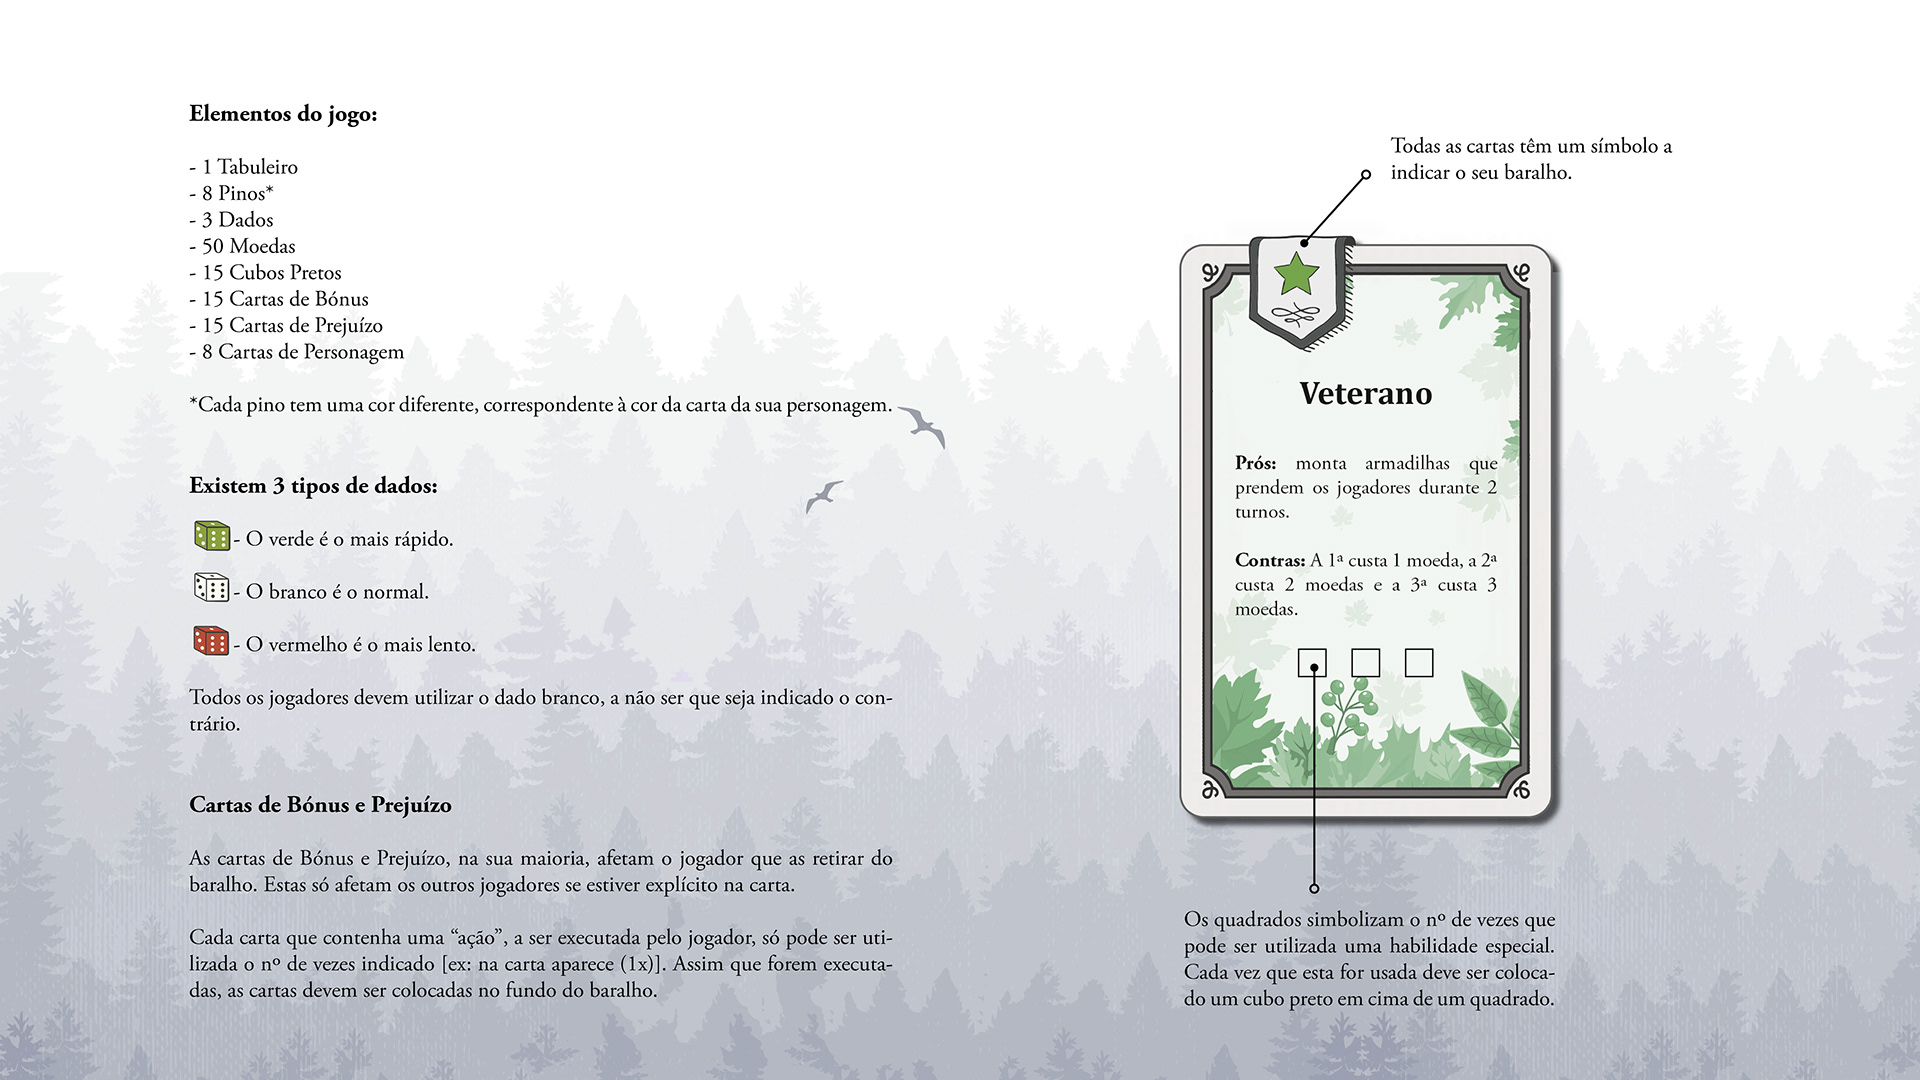 Elementos do jogo:
- 1 Tabuleiro
- 8 Pinos*
- 3 Dados
- 50 Moedas
- 15 Cubos Pretos
- 15 Cartas de Bónus
- 15 Cartas de Prejuízo
- 8 Cartas de Personagem
*Cada pino tem uma cor diferente, correspondente à cor da carta da sua personagem.
Existem 3 tipos de dados:
- O verde é o mais rápido.
- O branco é o normal.
- O vermelho é o mais lento.
Todos os jogadores devem utilizar o dado branco, a não ser que seja indicado o con-
trário.
Cartas de Bónus e Prejuízo
As cartas de Bónus e Prejuízo, na sua maioria, afetam o jogador que as retirar do
baralho. Estas só afetam os outros jogadores se estiver explícito na carta.
Cada carta que contenha uma “ação”, a ser executada pelo jogador, só pode ser uti-
lizada o nº de vezes indicado [ex: na carta aparece (1x)]. Assim que forem executa-
das, as cartas devem ser colocadas no fundo do baralho.
Todas as cartas têm um símbolo a
indicar o seu baralho.
Veterano
Prós: monta armadilhas que
prendem os jogadores durante 2
turnos.
Contras: A 1ª custa 1 moeda, a 2ª
custa 2 moedas e a 3ª custa 3
moedas.
Os quadrados simbolizam o nº de vezes que
pode ser utilizada uma habilidade especial.
Cada vez que esta for usada deve ser coloca-
do um cubo preto em cima de um quadrado.